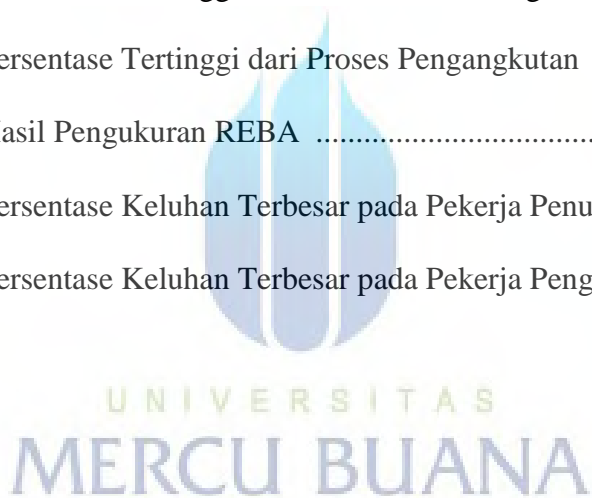 ersentase Tertinggi dari Proses Pengangkutan
asil Pengukuran REBA ....................................
ersentase Keluhan Terbesar pada Pekerja Penu
ersentase Keluhan Terbesar pada Pekerja Peng
UNIVERSITAS
MERCU BUANA